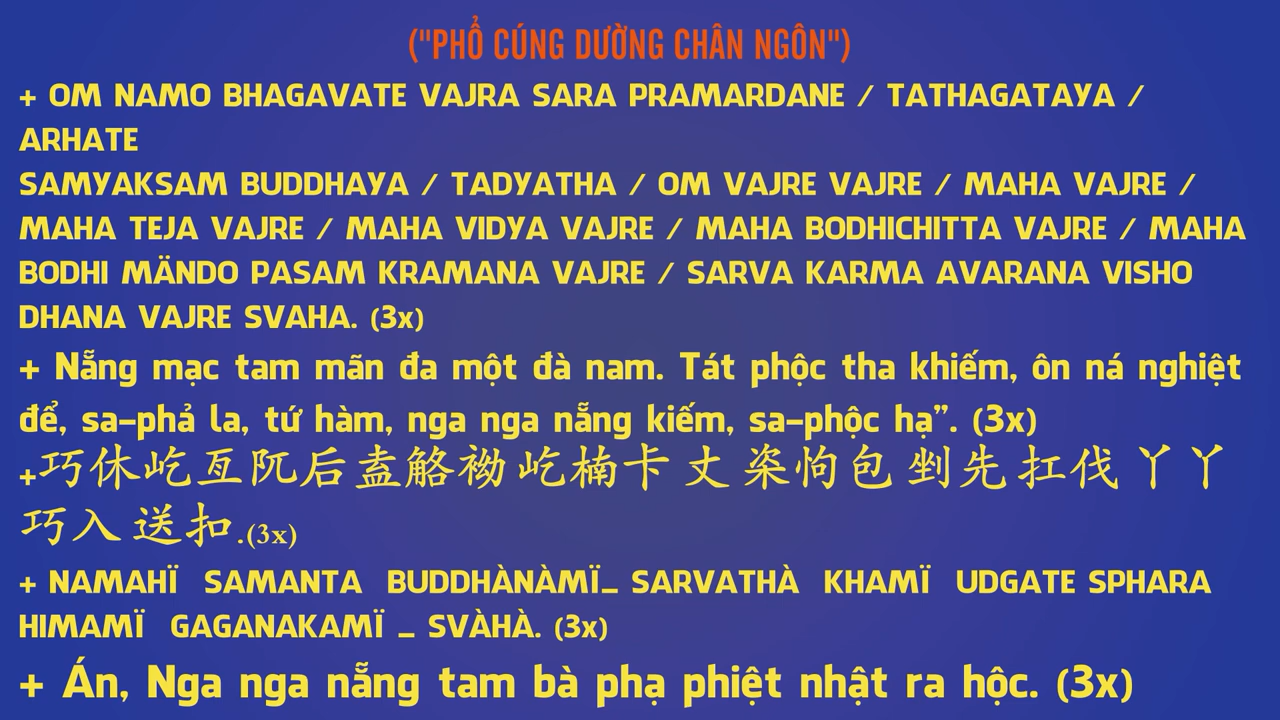 ("PHỔ CÚNG DƯỜNG CHÂN NGÔN")
+ OM NAMO BHAGAVATE VAJRA SARA PRAMARDANE / TATHAGATAYA /
ARHATE
SAMYAKSAM BUDDHAYA / TADYATHA / OM VAJRE VAJRE / MAHA VAJRE /
MAHA TEJA VAJRE / MAHA VIDYA VAJRE / MAHA BODHICHITTA VAJRE / MAHA
BODHI MÄNDO PASAM KRAMANA VAJRE / SARVA KARMA AVARANA VISHO
DHANA VAJRE SVAHA. (3x)
+ Nẵng mạc tam mãn đa một đà nam. Tát phộc tha khiếm, ôn ná nghiệt
để, sa-phả la, tứ hàm, nga nga nẵng kiếm, sa-phộc hạ”. (3x)
+巧休屹亙阢后盍觡袎屹楠卡 丈 桼怐包 剉先 扛伐 丫丫
巧入 送扣.(3x)
+ NAMAHÏ SAMANTA BUDDHÀNÀMÏ_ SARVATHÀ KHAMÏ UDGATE SPHARA
HIMAMÏ GAGANAKAMÏ _ SVÀHÀ. (3x)
+ Án, Nga nga nẵng tam bà phạ phiệt nhật ra hộc. (3x)